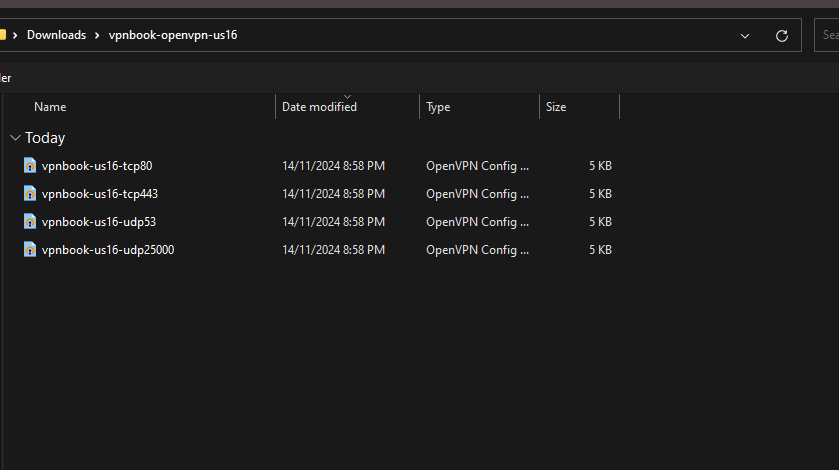 Downloads > vpnbook-openvpn-us16
Sea
ler
Name Date modified Type Size
Today
vpnbook-us16-tcp80 14/11/2024 8:58 PM OpenVPN Config ... 5 KB
vpnbook-us16-tcp443 14/11/2024 8:58 PM OpenVPN Config ... 5 KB
vpnbook-us16-udp53 14/11/2024 8:58 PM OpenVPN Config ... 5 KB
vpnbook-us16-udp25000 14/11/2024 8:58 PM OpenVPN Config ... 5 KB